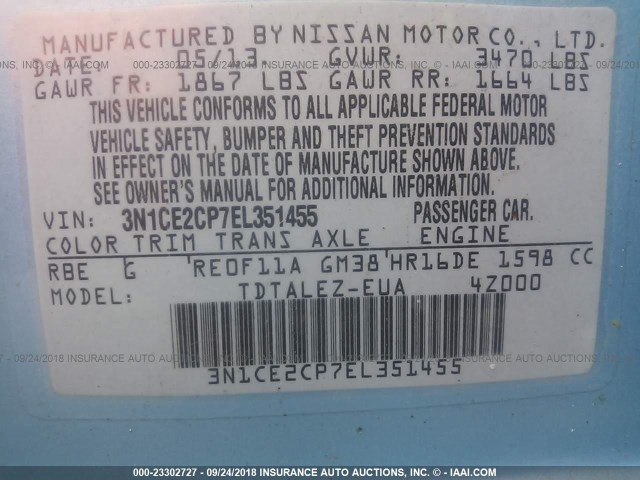 MANUFACTURED BY NISSAN MOTOR CO., LTD.
DATE: 05/13 GVWR: 3470 LBS
GAWR FR: 1867 LBS GAWR RR: 1664 LBS
THIS VEHICLE CONFORMS TO ALL APPLICABLE FEDERAL MOTOR
VEHICLE SAFETY, BUMPER AND THEFT PREVENTION STANDARDS
IN EFFECT ON THE DATE OF MANUFACTURE SHOWN ABOVE.
SEE OWNER'S MANUAL FOR ADDITIONAL INFORMATION.
VIN: 3N1CE2CP7EL351455 PASSENGER CAR.
COLOR TRIM TRANS AXLE ENGINE
RBE G RE0F11A GM38 HR16DE 1598 CC
MODEL: TDTALEZ-EUA 4Z000
3N1CE2CP7EL351455
000-23302727 - 09/24/2018 INSURANCE AUTO AUCTIONS CENTER - © IAAI.COM